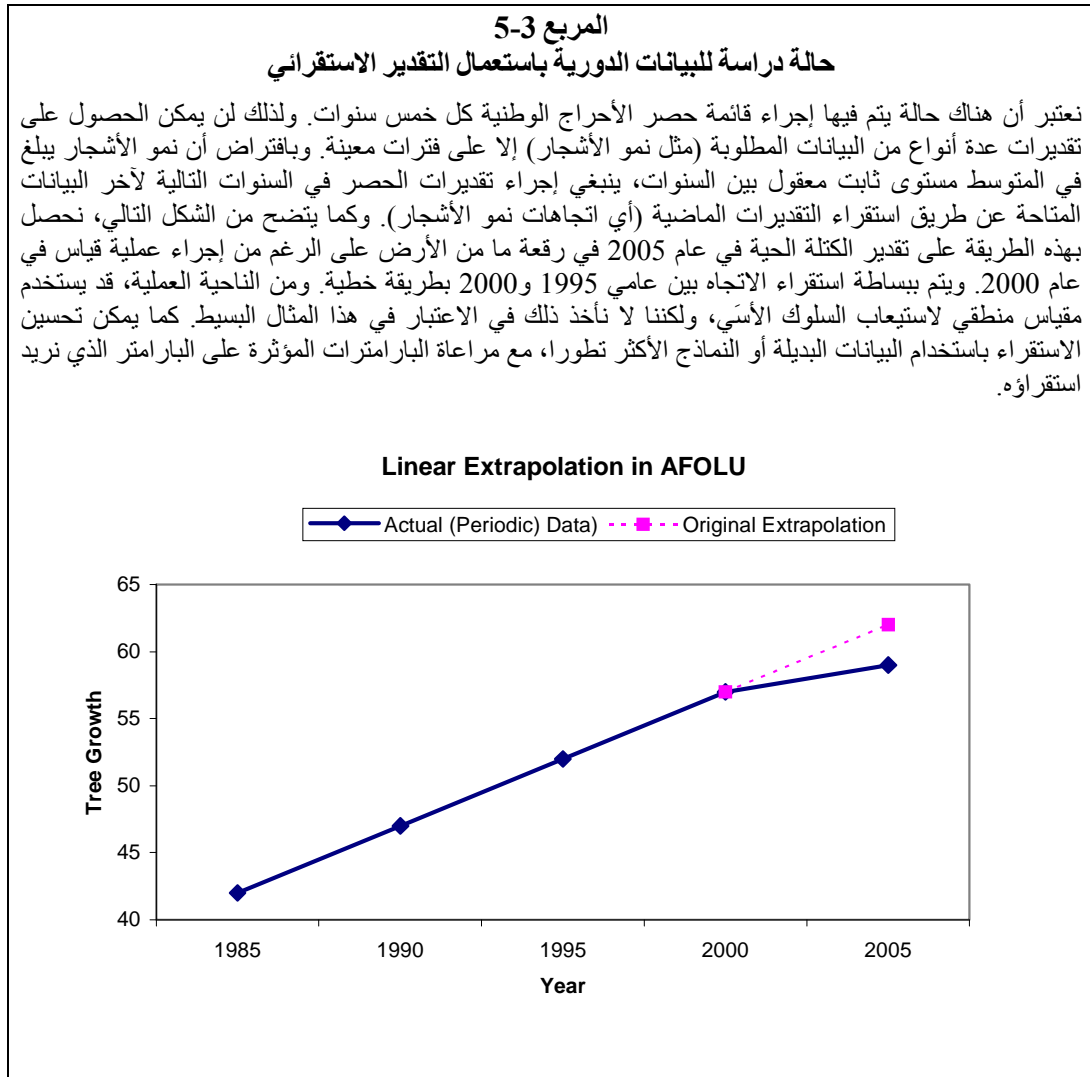 المربع 3-5
حالة دراسة للبيانات الدورية باستعمال التقدير الاستقرائي
نعتبر أن هناك حالة يتم فيها إجراء قائمة حصر الأحراج الوطنية كل خمس سنوات. ولذلك لن يمكن الحصول على
تقديرات عدة أنواع من البيانات المطلوبة (مثل نمو الأشجار) إلا على فترات معينة. وبافتراض أن نمو الأشجار يبلغ
في المتوسط مستوى ثابت معقول بين السنوات، ينبغي إجراء تقديرات الحصر في السنوات التالية لآخر البيانات
المتاحة عن طريق استقراء التقديرات الماضية (أي اتجاهات نمو الأشجار). وكما يتضح من الشكل التالي، نحصل
بهذه الطريقة على تقدير الكتلة الحية في عام 2005 في رقعة ما من الأرض على الرغم من إجراء عملية قياس في
عام 2000. ويتم ببساطة استقراء الاتجاه بين عامي 1995 و2000 بطريقة خطية. ومن الناحية العملية، قد يستخدم
مقياس منطقي لاستيعاب السلوك الأسَي، ولكننا لا نأخذ ذلك في الاعتبار في هذا المثال البسيط. كما يمكن تحسين
الاستقراء باستخدام البيانات البديلة أو النماذج الأكثر تطورا، مع مراعاة البارامترات المؤثرة على البارامتر الذي نريد
استقراؤه.
Linear Extrapolation in AFOLU
Actual (Periodic) Data) Original Extrapolation
65
60
55
50
45
40
Tree Growth
1985 1990 1995 2000 2005
Year